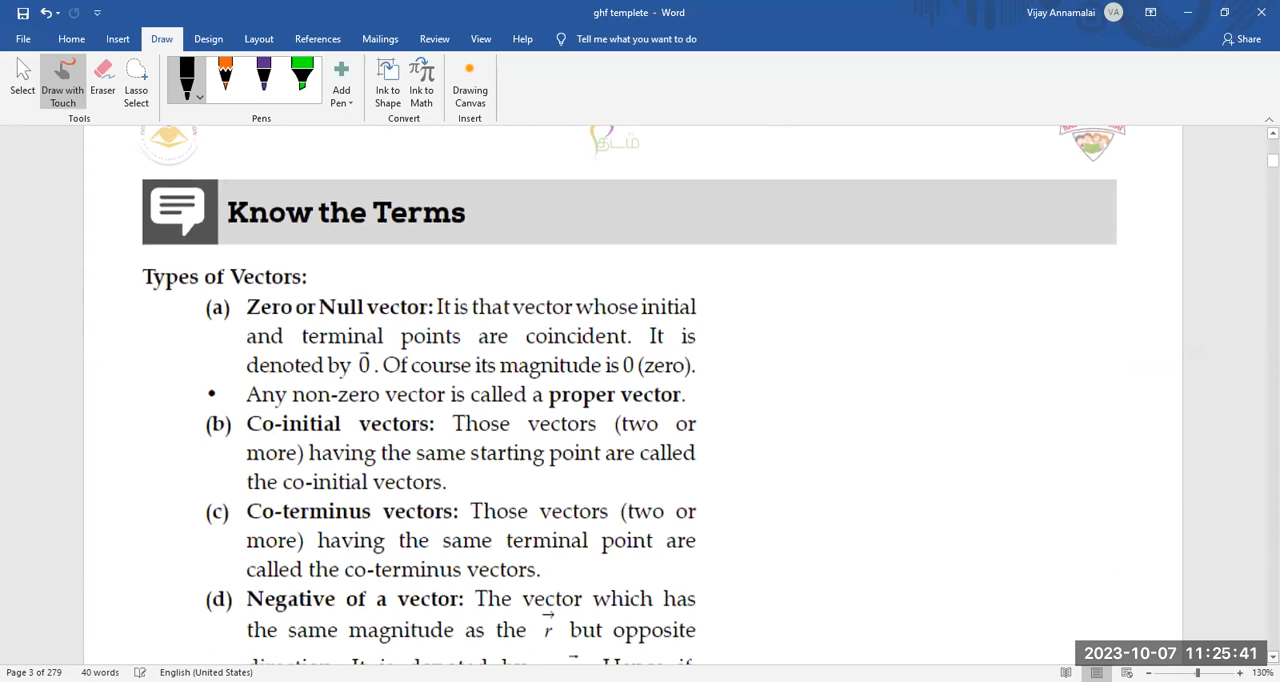 ghf templete - Word
Vijay Annamalai
VA
File Home Insert Draw Design Layout References Mailings Review View Help Tell me what you want to do
Share
Select
Draw with Touch
Eraser
Lasso Select
Add Pen
Ink to Shape
Ink to Math
Drawing Canvas
Tools Pens Convert Insert
தடம்
Know the Terms
Types of Vectors:
(a) Zero or Null vector: It is that vector whose initial
and terminal points are coincident. It is
denoted by 0⃗ . Of course its magnitude is 0 (zero).
• Any non-zero vector is called a proper vector.
(b) Co-initial vectors: Those vectors (two or
more) having the same starting point are called
the co-initial vectors.
(c) Co-terminus vectors: Those vectors (two or
more) having the same terminal point are
called the co-terminus vectors.
(d) Negative of a vector: The vector which has
the same magnitude as the r⃗ but opposite
direction. It is denoted by Hence if
2023-10-07 11:25:41
Page 3 of 279 40 words English (United States)
130%